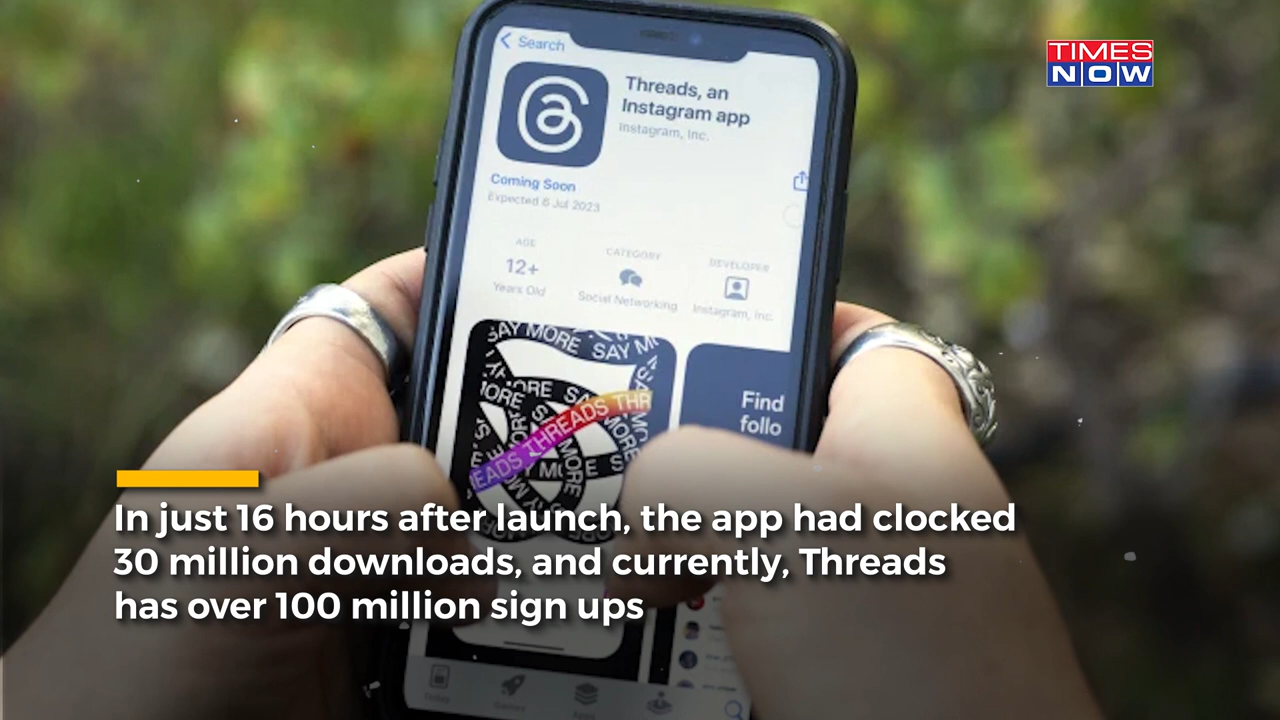 TIMES
NOW
Search
Threads, an
Instagram app
Instagram, Inc.
Coming Soon
Expected 6 Jul 2023
AGE
12+
Years Old
CATEGORY
Social Networking
DEVELOPER
Instagram, Inc.
SAY MORE SAY
THREADS
Find
follo
In just 16 hours after launch, the app had clocked
30 million downloads, and currently, Threads
has over 100 million sign ups
Games